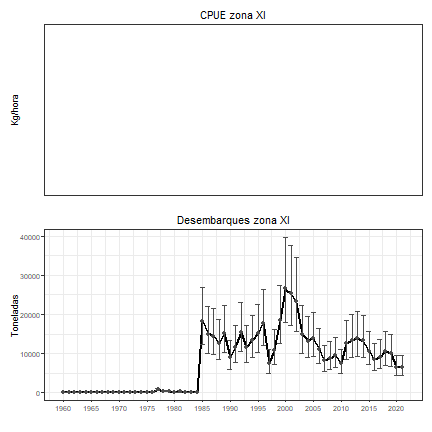 CPUE zona XI
Kg/hora
Desembarques zona XI
Toneladas
40000
30000
20000
10000
0
1960 1965 1970 1975 1980 1985 1990 1995 2000 2005 2010 2015 2020